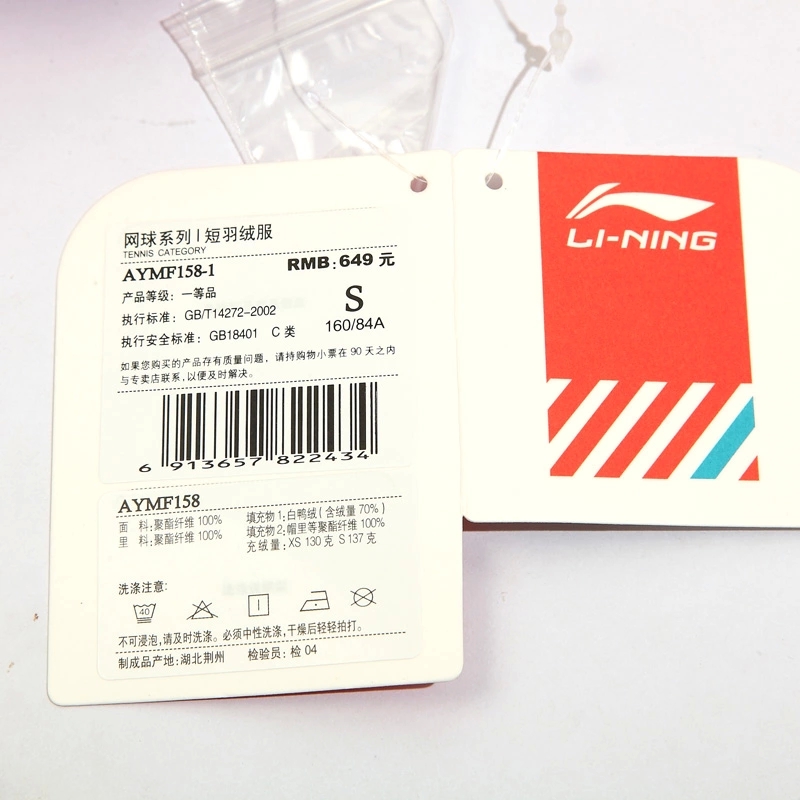 网球系列 | 短羽绒服
TENNIS CATEGORY
AYMF158-1
RMB:649 元
产品等级: 一等品
执行标准: GB/T14272-2002
执行安全标准: GB18401 C 类
S
160/84A
如果您购买的产品存有质量问题, 请持购物小票在 90 天之内
与专卖店联系,以便及时解决。
6 913657 822434
AYMF158
面 料:聚酯纤维 100%
里 料:聚酯纤维 100%
填充物1:白鸭绒(含绒量 70%)
填充物2:帽里等聚酯纤维 100%
充绒量: XS 130 克 S 137 克
洗涤注意:
40
不可浸泡,请及时洗涤。必须中性洗涤,干燥后轻轻拍打。
制成品产地:湖北荆州 检验员: 检 04
LI-NING